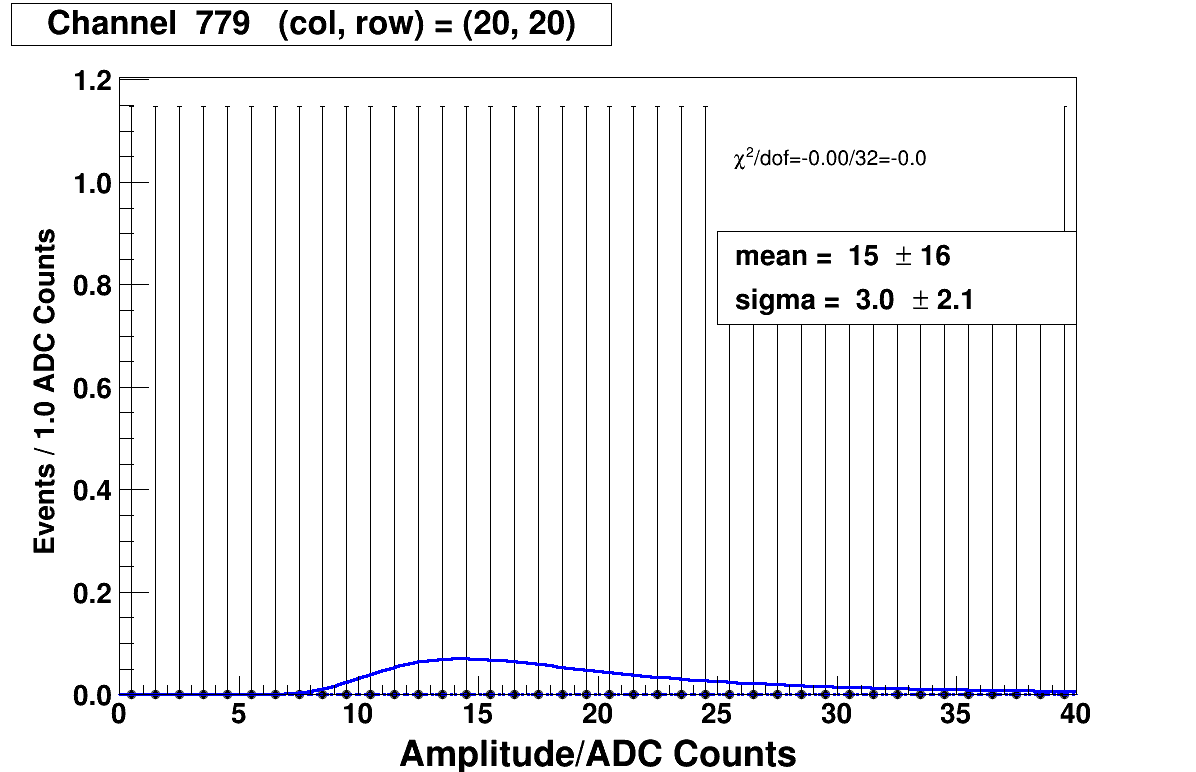 Channel 779 (col, row) = (20, 20)
1.2
1.0
0.8
0.6
0.4
0.2
0.0
Events / 1.0 ADC Counts
χ²/dof=-0.00/32=-0.0
mean = 15 ± 16
sigma = 3.0 ± 2.1
0 5 10 15 20 25 30 35 40
Amplitude/ADC Counts